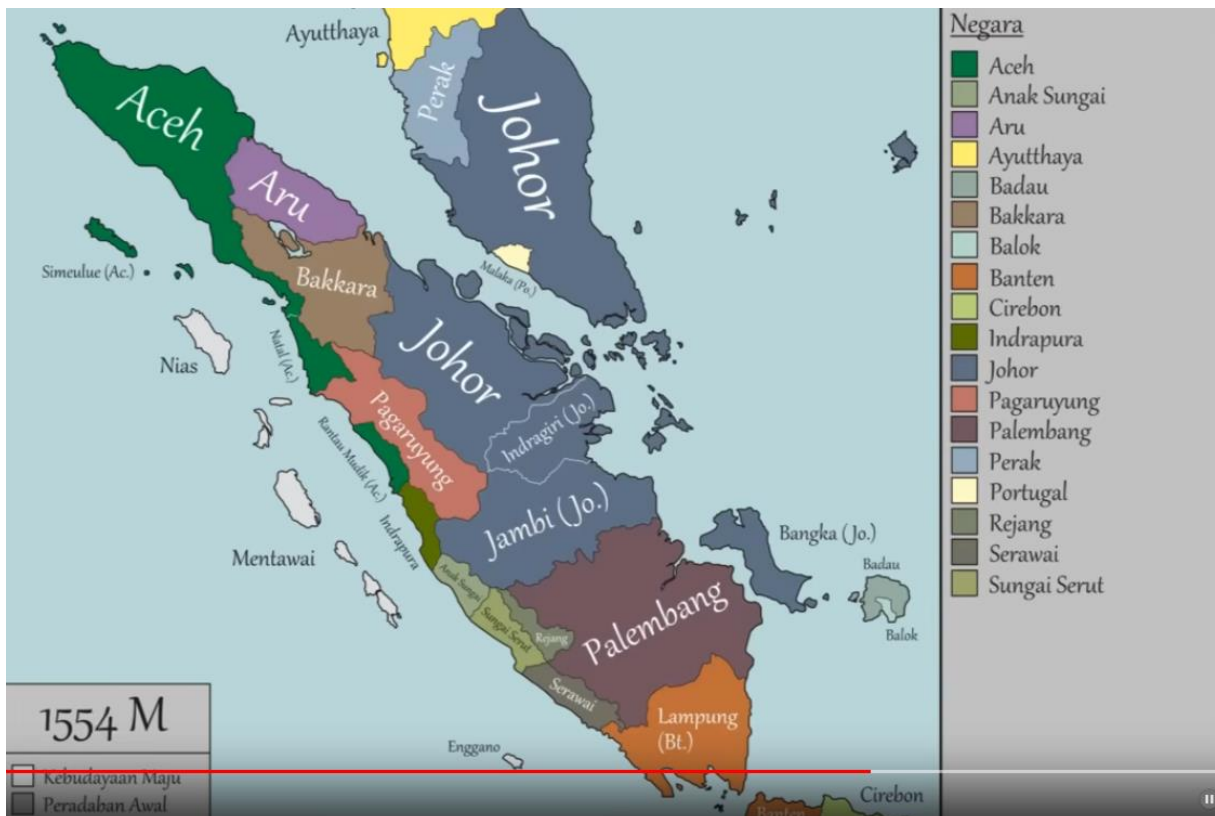 Ayutthaya
Perak
Johor
Aceh
Aru
Simeulue (Ac.)
Bakkara
Malaka (Po.)
Nias
Natal (Ac.)
Johor
Pagaruyung
Indragiri (Jo.)
Rantau Mudik (Ac.)
Indrapura
Jambi (Jo.)
Mentawai
Bangka (Jo.)
Badau
Balok
Anak Sungai
Sungai Serut
Rejang
Palembang
Serawai
Lampung
(Bt.)
Enggano
Cirebon
Banten
1554 M
Kebudayaan Maju
Peradaban Awal
Negara
Aceh
Anak Sungai
Aru
Ayutthaya
Badau
Bakkara
Balok
Banten
Cirebon
Indrapura
Johor
Pagaruyung
Palembang
Perak
Portugal
Rejang
Serawai
Sungai Serut